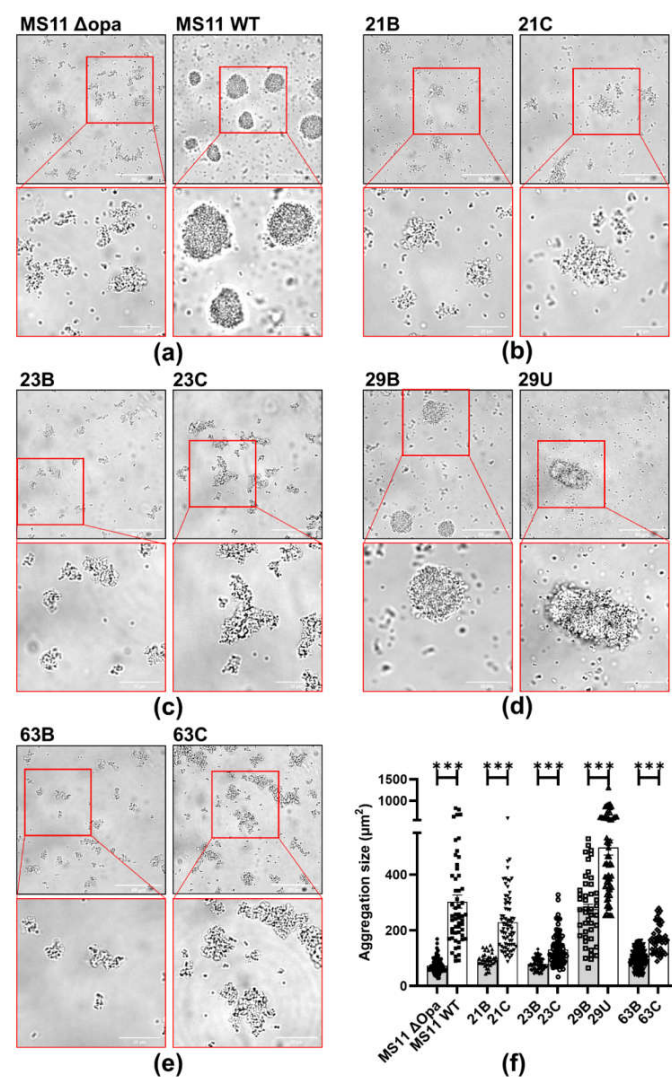 MS11 Δopa MS11 WT
21B 21C
(a)
(b)
23B 23C
29B 29U
(c)
(d)
63B 63C
(e)
*** *** *** *** ***
1500
1000
400
200
100
0
Aggregation size (μm²)
MS11 ΔOpa
MS11 WT
21B
21C
23B
23C
29B
29U
63B
63C
(f)